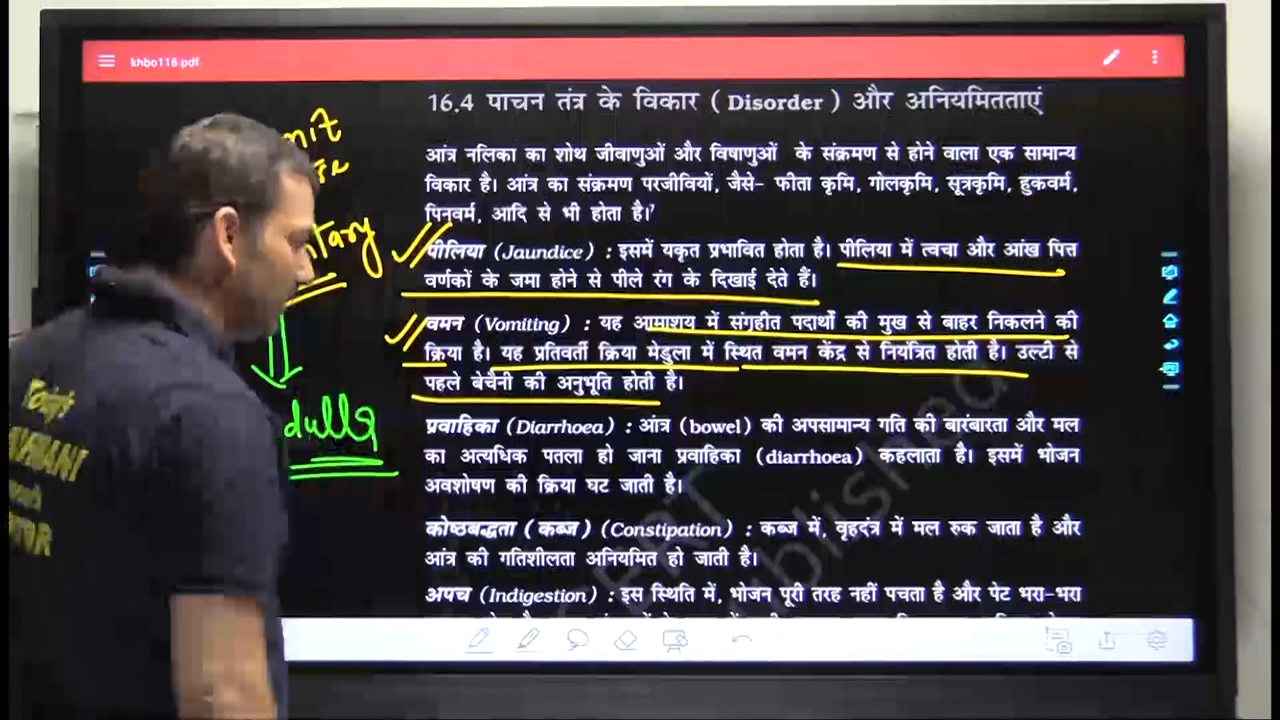 khbo116.pdf
16.4 पाचन तंत्र के विकार ( Disorder ) और अनियमितताएं
आंत्र नलिका का शोथ जीवाणुओं और विषाणुओं के संक्रमण से होने वाला एक सामान्य
विकार है। आंत्र का संक्रमण परजीवियों, जैसे- फीता कृमि, गोलकृमि, सूत्रकृमि, हुकवर्म,
पिनवर्म, आदि से भी होता है।
पीलिया (Jaundice) : इसमें यकृत प्रभावित होता है। पीलिया में त्वचा और आंख पित्त
वर्णकों के जमा होने से पीले रंग के दिखाई देते हैं।
वमन (Vomiting) : यह आमाशय में संगृहीत पदार्थों की मुख से बाहर निकलने की
क्रिया है। यह प्रतिवर्ती क्रिया मेडुला में स्थित वमन केंद्र से नियंत्रित होती है। उल्टी से
पहले बेचैनी की अनुभूति होती है।
प्रवाहिका (Diarrhoea) : आंत्र (bowel) की अपसामान्य गति की बारंबारता और मल
का अत्यधिक पतला हो जाना प्रवाहिका (diarrhoea) कहलाता है। इसमें भोजन
अवशोषण की क्रिया घट जाती है।
कोष्ठबद्धता ( कब्ज ) (Constipation) : कब्ज में, वृहदंत्र में मल रुक जाता है और
आंत्र की गतिशीलता अनियमित हो जाती है।
अपच (Indigestion) : इस स्थिति में, भोजन पूरी तरह नहीं पचता है और पेट भरा-भरा